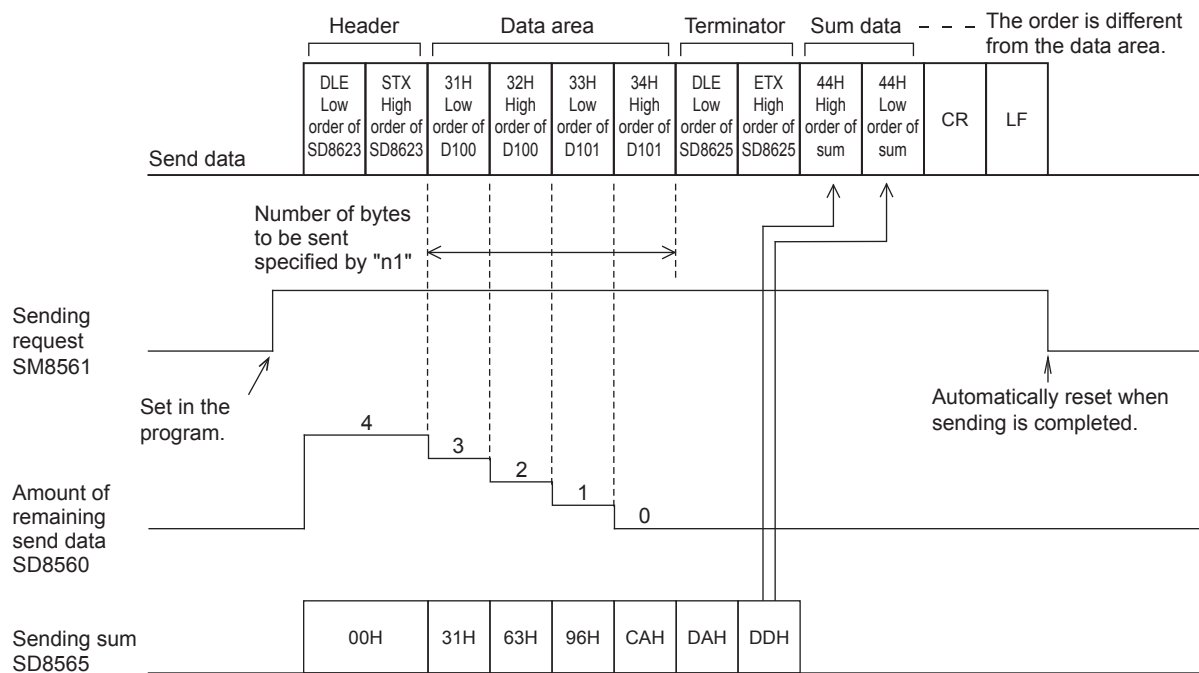 Header Data area Terminator Sum data
The order is different
from the data area.
Send data
DLE
Low
order of
SD8623
STX
High
order of
SD8623
31H
Low
order of
D100
32H
High
order of
D100
33H
Low
order of
D101
34H
High
order of
D101
DLE
Low
order of
SD8625
ETX
High
order of
SD8625
44H
High
order of
sum
44H
Low
order of
sum
CR
LF
Number of bytes
to be sent
specified by "n1"
Sending
request
SM8561
Set in the
program.
Automatically reset when
sending is completed.
Amount of
remaining
send data
SD8560
4
3
2
1
0
Sending sum
SD8565
00H 31H 63H 96H CAH DAH DDH